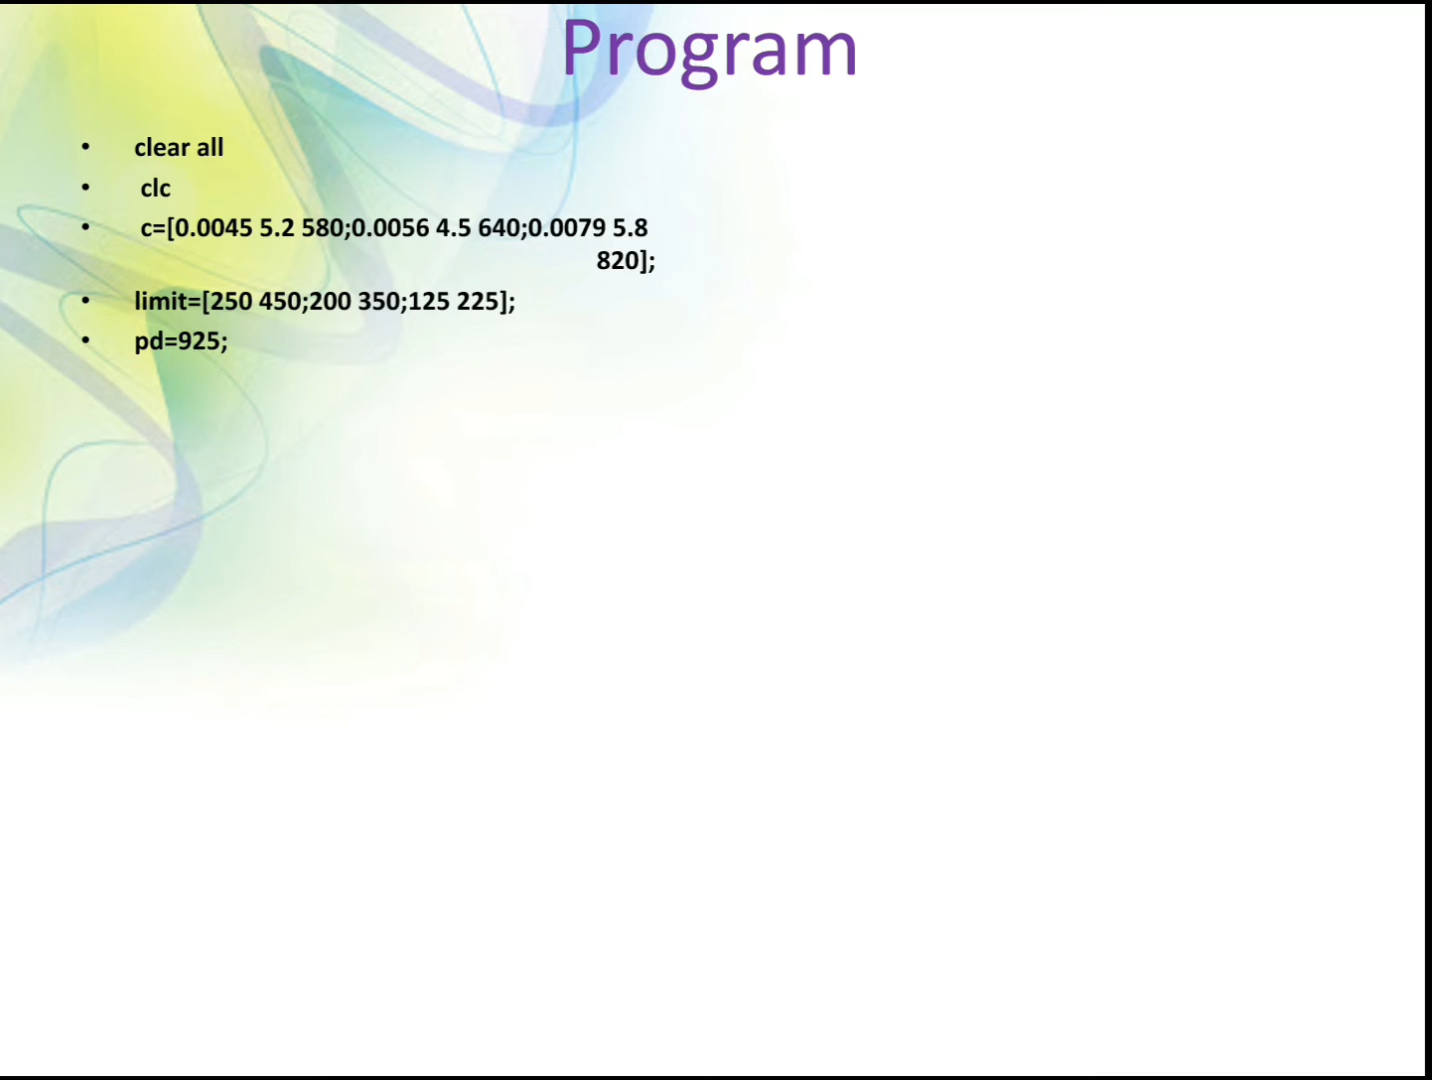 Program
• clear all
• clc
• c=[0.0045 5.2 580;0.0056 4.5 640;0.0079 5.8
820];
• limit=[250 450;200 350;125 225];
• pd=925;